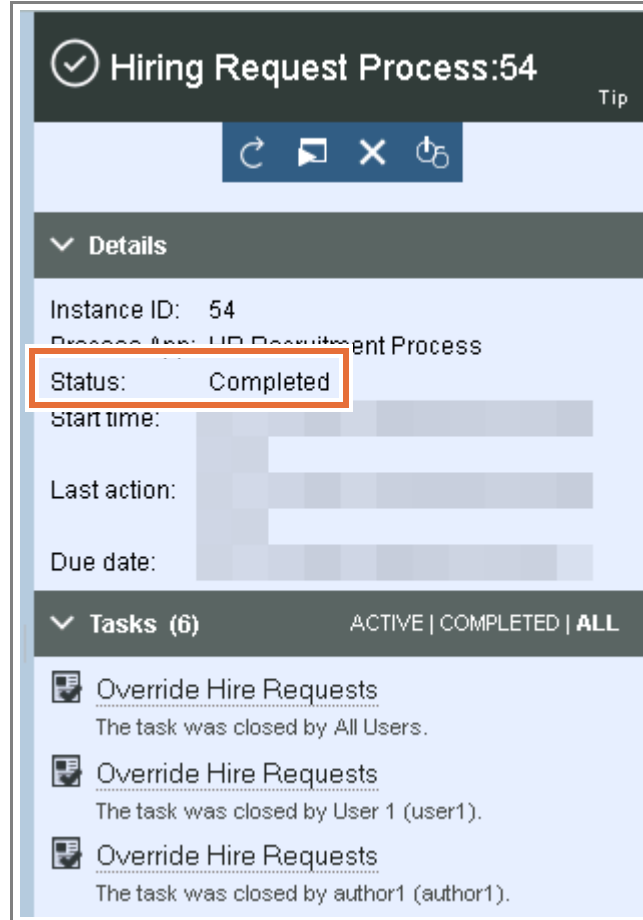 Hiring Request Process:54
Tip
Details
Instance ID: 54
Process App: HR Recruitment Process
Status: Completed
Start time:
Last action:
Due date:
Tasks (6) ACTIVE | COMPLETED | ALL
Override Hire Requests
The task was closed by All Users.
Override Hire Requests
The task was closed by User 1 (user1).
Override Hire Requests
The task was closed by author1 (author1).